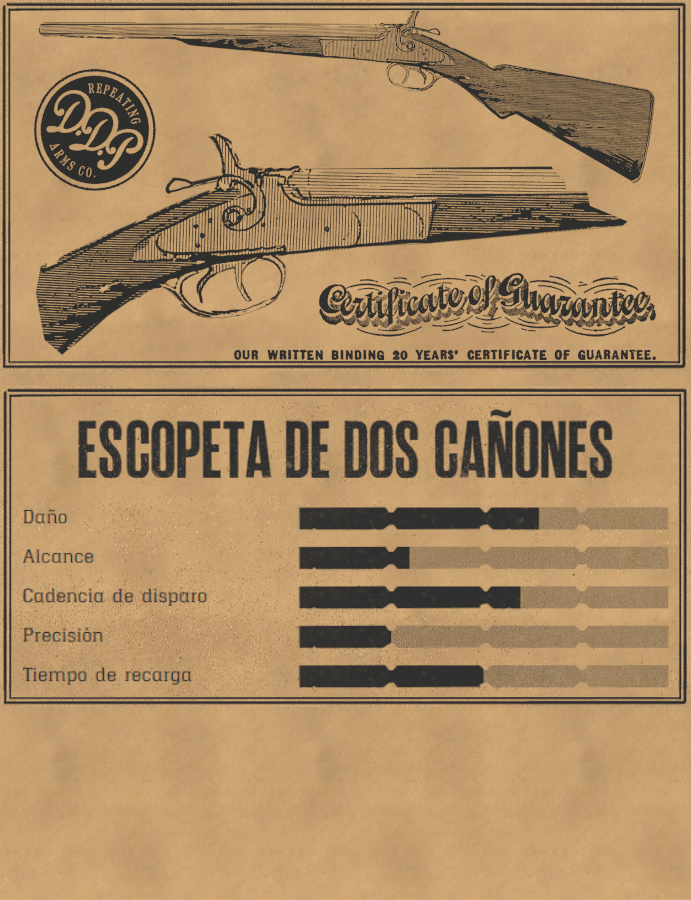 REPEATING
D.D.P
ARMS CO.
Certificate of Guarantee,
OUR WRITTEN BINDING 20 YEARS' CERTIFICATE OF GUARANTEE.
ESCOPETA DE DOS CAÑONES
Daño
Alcance
Cadencia de disparo
Precisión
Tiempo de recarga